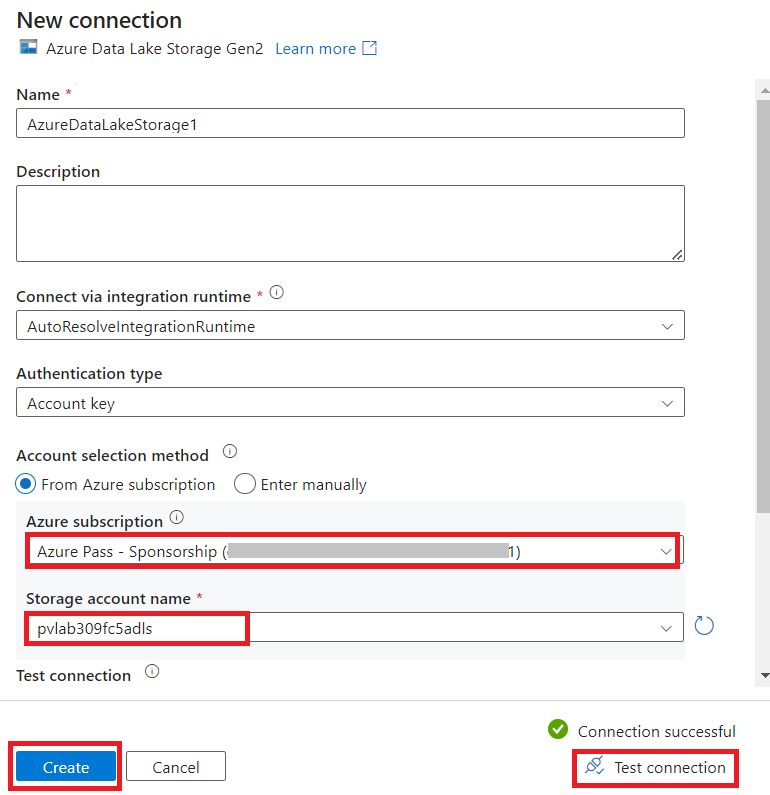 New connection
Azure Data Lake Storage Gen2 Learn more
Name *
AzureDataLakeStorage1
Description
Connect via integration runtime *
AutoResolveIntegrationRuntime
Authentication type
Account key
Account selection method
From Azure subscription Enter manually
Azure subscription
Azure Pass - Sponsorship ( 1)
Storage account name *
pvlab309fc5adls
Test connection
Connection successful
Create Cancel Test connection